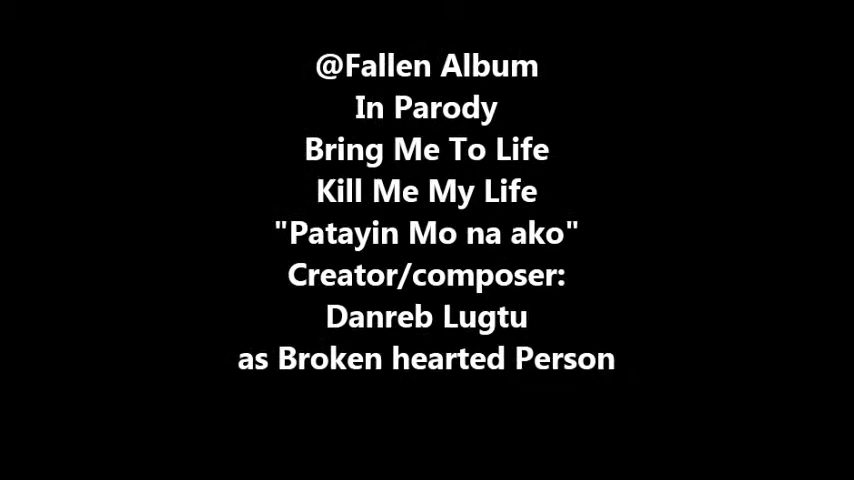 @Fallen Album
In Parody
Bring Me To Life
Kill Me My Life
"Patayin Mo na ako"
Creator/composer:
Danreb Lugtu
as Broken hearted Person